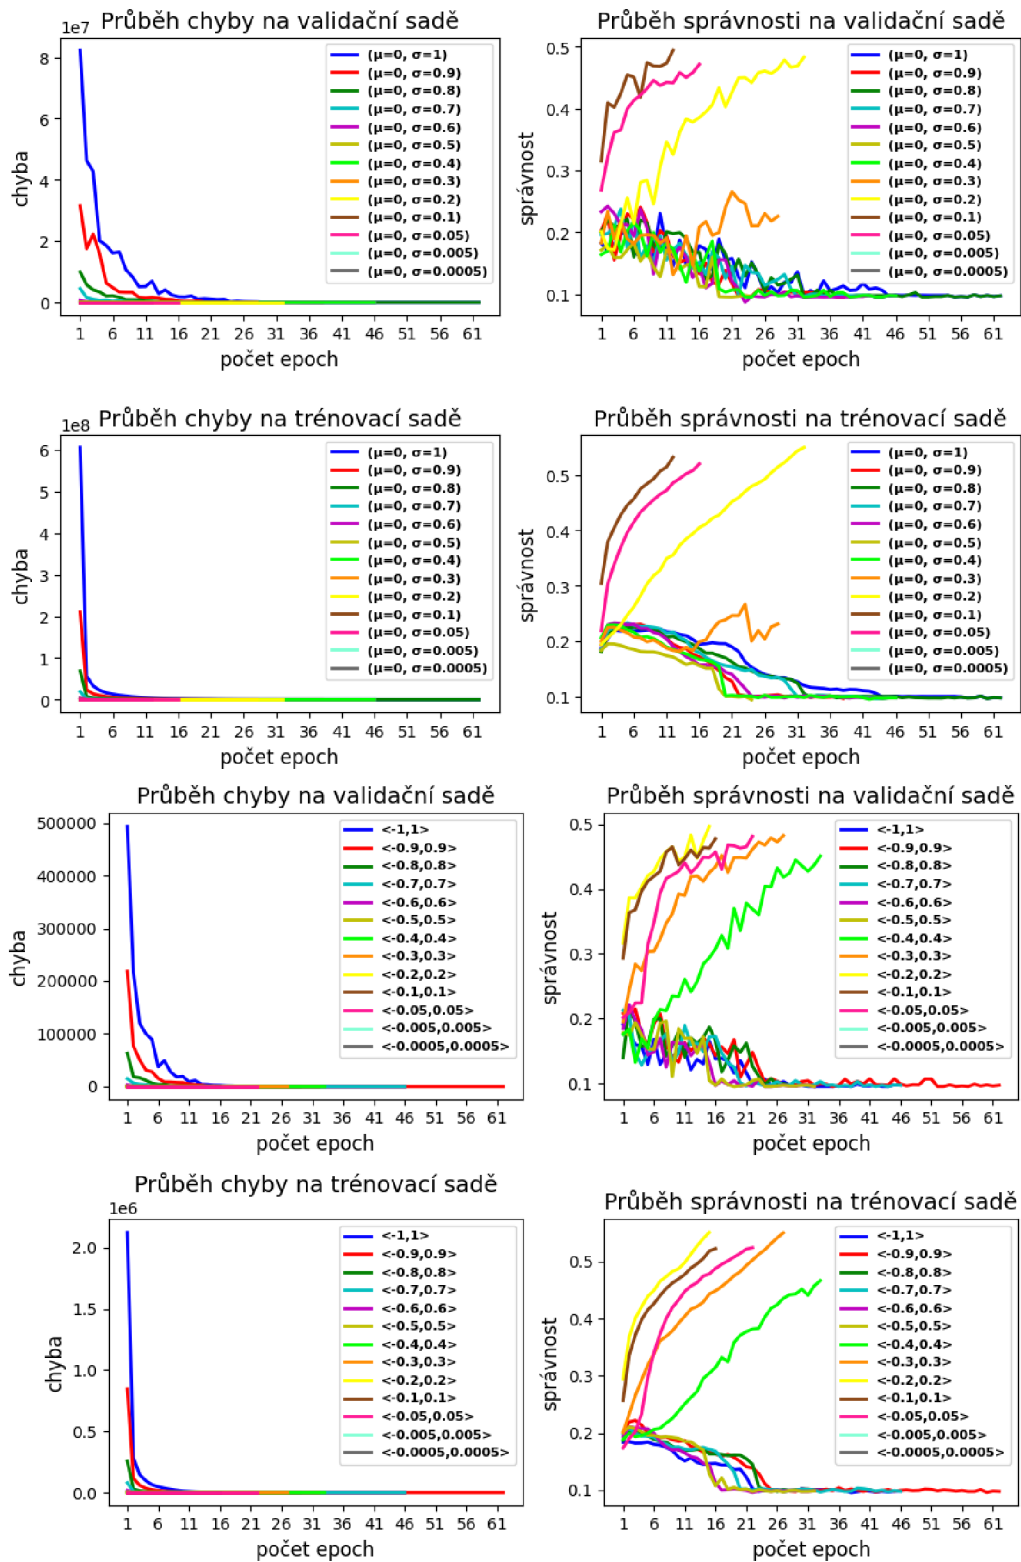 Průběh chyby na validační sadě
1e7
8
6
4
2
0
chyba
1 6 11 16 21 26 31 36 41 46 51 56 61
počet epoch
(μ=0, σ=1)
(μ=0, σ=0.9)
(μ=0, σ=0.8)
(μ=0, σ=0.7)
(μ=0, σ=0.6)
(μ=0, σ=0.5)
(μ=0, σ=0.4)
(μ=0, σ=0.3)
(μ=0, σ=0.2)
(μ=0, σ=0.1)
(μ=0, σ=0.05)
(μ=0, σ=0.005)
(μ=0, σ=0.0005)
Průběh správnosti na validační sadě
0.5
0.4
0.3
0.2
0.1
správnost
1 6 11 16 21 26 31 36 41 46 51 56 61
počet epoch
(μ=0, σ=1)
(μ=0, σ=0.9)
(μ=0, σ=0.8)
(μ=0, σ=0.7)
(μ=0, σ=0.6)
(μ=0, σ=0.5)
(μ=0, σ=0.4)
(μ=0, σ=0.3)
(μ=0, σ=0.2)
(μ=0, σ=0.1)
(μ=0, σ=0.05)
(μ=0, σ=0.005)
(μ=0, σ=0.0005)
Průběh chyby na trénovací sadě
1e8
6
5
4
3
2
1
0
chyba
1 6 11 16 21 26 31 36 41 46 51 56 61
počet epoch
(μ=0, σ=1)
(μ=0, σ=0.9)
(μ=0, σ=0.8)
(μ=0, σ=0.7)
(μ=0, σ=0.6)
(μ=0, σ=0.5)
(μ=0, σ=0.4)
(μ=0, σ=0.3)
(μ=0, σ=0.2)
(μ=0, σ=0.1)
(μ=0, σ=0.05)
(μ=0, σ=0.005)
(μ=0, σ=0.0005)
Průběh správnosti na trénovací sadě
0.5
0.4
0.3
0.2
0.1
správnost
1 6 11 16 21 26 31 36 41 46 51 56 61
počet epoch
(μ=0, σ=1)
(μ=0, σ=0.9)
(μ=0, σ=0.8)
(μ=0, σ=0.7)
(μ=0, σ=0.6)
(μ=0, σ=0.5)
(μ=0, σ=0.4)
(μ=0, σ=0.3)
(μ=0, σ=0.2)
(μ=0, σ=0.1)
(μ=0, σ=0.05)
(μ=0, σ=0.005)
(μ=0, σ=0.0005)
Průběh chyby na validační sadě
500000
400000
300000
200000
100000
0
chyba
1 6 11 16 21 26 31 36 41 46 51 56 61
počet epoch
<-1,1>
<-0.9,0.9>
<-0.8,0.8>
<-0.7,0.7>
<-0.6,0.6>
<-0.5,0.5>
<-0.4,0.4>
<-0.3,0.3>
<-0.2,0.2>
<-0.1,0.1>
<-0.05,0.05>
<-0.005,0.005>
<-0.0005,0.0005>
Průběh správnosti na validační sadě
0.5
0.4
0.3
0.2
0.1
správnost
1 6 11 16 21 26 31 36 41 46 51 56 61
počet epoch
<-1,1>
<-0.9,0.9>
<-0.8,0.8>
<-0.7,0.7>
<-0.6,0.6>
<-0.5,0.5>
<-0.4,0.4>
<-0.3,0.3>
<-0.2,0.2>
<-0.1,0.1>
<-0.05,0.05>
<-0.005,0.005>
<-0.0005,0.0005>
Průběh chyby na trénovací sadě
1e6
2.0
1.5
1.0
0.5
0.0
chyba
1 6 11 16 21 26 31 36 41 46 51 56 61
počet epoch
<-1,1>
<-0.9,0.9>
<-0.8,0.8>
<-0.7,0.7>
<-0.6,0.6>
<-0.5,0.5>
<-0.4,0.4>
<-0.3,0.3>
<-0.2,0.2>
<-0.1,0.1>
<-0.05,0.05>
<-0.005,0.005>
<-0.0005,0.0005>
Průběh správnosti na trénovací sadě
0.5
0.4
0.3
0.2
0.1
správnost
1 6 11 16 21 26 31 36 41 46 51 56 61
počet epoch
<-1,1>
<-0.9,0.9>
<-0.8,0.8>
<-0.7,0.7>
<-0.6,0.6>
<-0.5,0.5>
<-0.4,0.4>
<-0.3,0.3>
<-0.2,0.2>
<-0.1,0.1>
<-0.05,0.05>
<-0.005,0.005>
<-0.0005,0.0005>